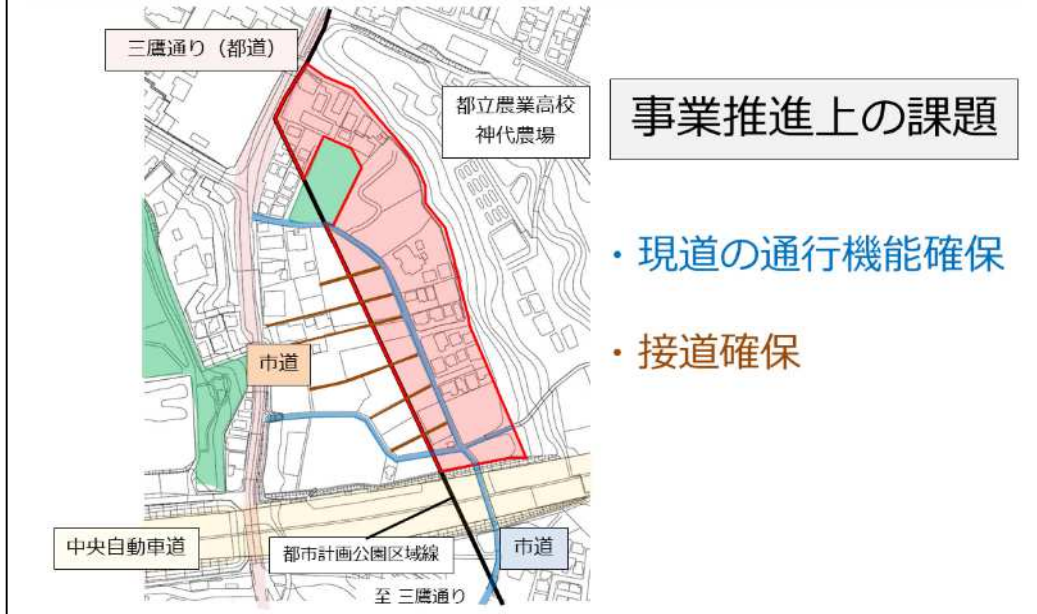 三鷹通り（都道）
都立農業高校
神代農場
事業推進上の課題
・現道の通行機能確保
・接道確保
市道
中央自動車道
都市計画公園区域線
市道
至 三鷹通り